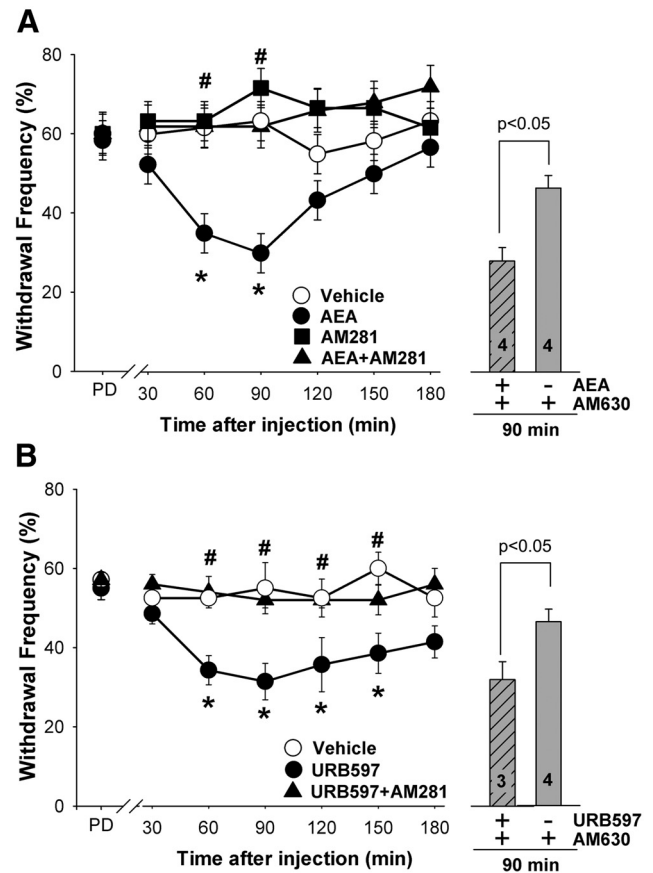 A
80
60
40
20
0
Withdrawal Frequency (%)
#
#
*
*
Vehicle
AEA
AM281
AEA+AM281
PD
30
60
90
120
150
180
Time after injection (min)
p<0.05
4
4
+ - AEA
+ + AM630
90 min
B
80
60
40
20
0
Withdrawal Frequency (%)
#
#
#
#
*
*
*
*
Vehicle
URB597
URB597+AM281
PD
30
60
90
120
150
180
Time after injection (min)
p<0.05
3
4
+ - URB597
+ + AM630
90 min